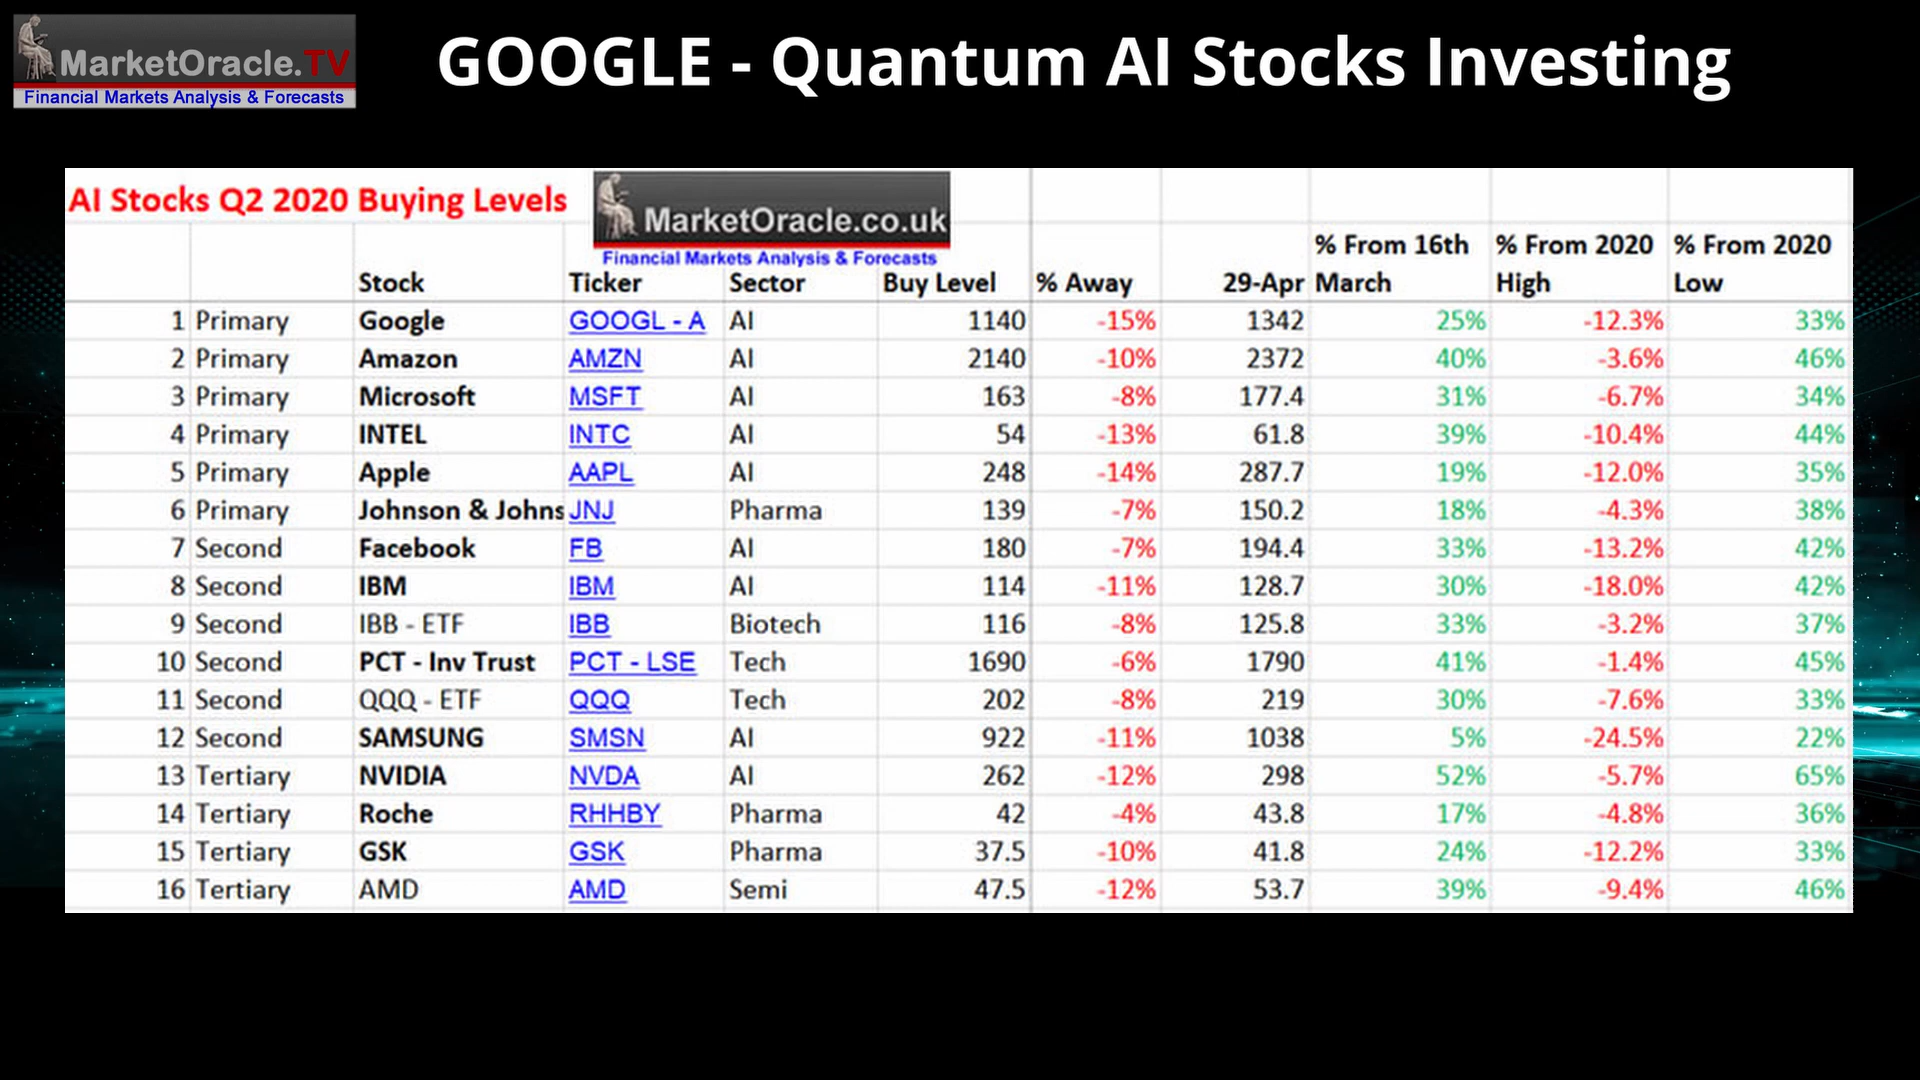 MarketOracle.TV
Financial Markets Analysis & Forecasts
GOOGLE - Quantum AI Stocks Investing
AI Stocks Q2 2020 Buying Levels
MarketOracle.co.uk
Financial Markets Analysis & Forecasts
Stock Ticker Sector Buy Level % Away 29-Apr % From 16th March % From 2020 High % From 2020 Low
1 Primary Google GOOGL - A AI 1140 -15% 1342 25% -12.3% 33%
2 Primary Amazon AMZN AI 2140 -10% 2372 40% -3.6% 46%
3 Primary Microsoft MSFT AI 163 -8% 177.4 31% -6.7% 34%
4 Primary INTEL INTC AI 54 -13% 61.8 39% -10.4% 44%
5 Primary Apple AAPL AI 248 -14% 287.7 19% -12.0% 35%
6 Primary Johnson & Johns JNJ Pharma 139 -7% 150.2 18% -4.3% 38%
7 Second Facebook FB AI 180 -7% 194.4 33% -13.2% 42%
8 Second IBM IBM AI 114 -11% 128.7 30% -18.0% 42%
9 Second IBB - ETF IBB Biotech 116 -8% 125.8 33% -3.2% 37%
10 Second PCT - Inv Trust PCT - LSE Tech 1690 -6% 1790 41% -1.4% 45%
11 Second QQQ - ETF QQQ Tech 202 -8% 219 30% -7.6% 33%
12 Second SAMSUNG SMSN AI 922 -11% 1038 5% -24.5% 22%
13 Tertiary NVIDIA NVDA AI 262 -12% 298 52% -5.7% 65%
14 Tertiary Roche RHHBY Pharma 42 -4% 43.8 17% -4.8% 36%
15 Tertiary GSK GSK Pharma 37.5 -10% 41.8 24% -12.2% 33%
16 Tertiary AMD AMD Semi 47.5 -12% 53.7 39% -9.4% 46%